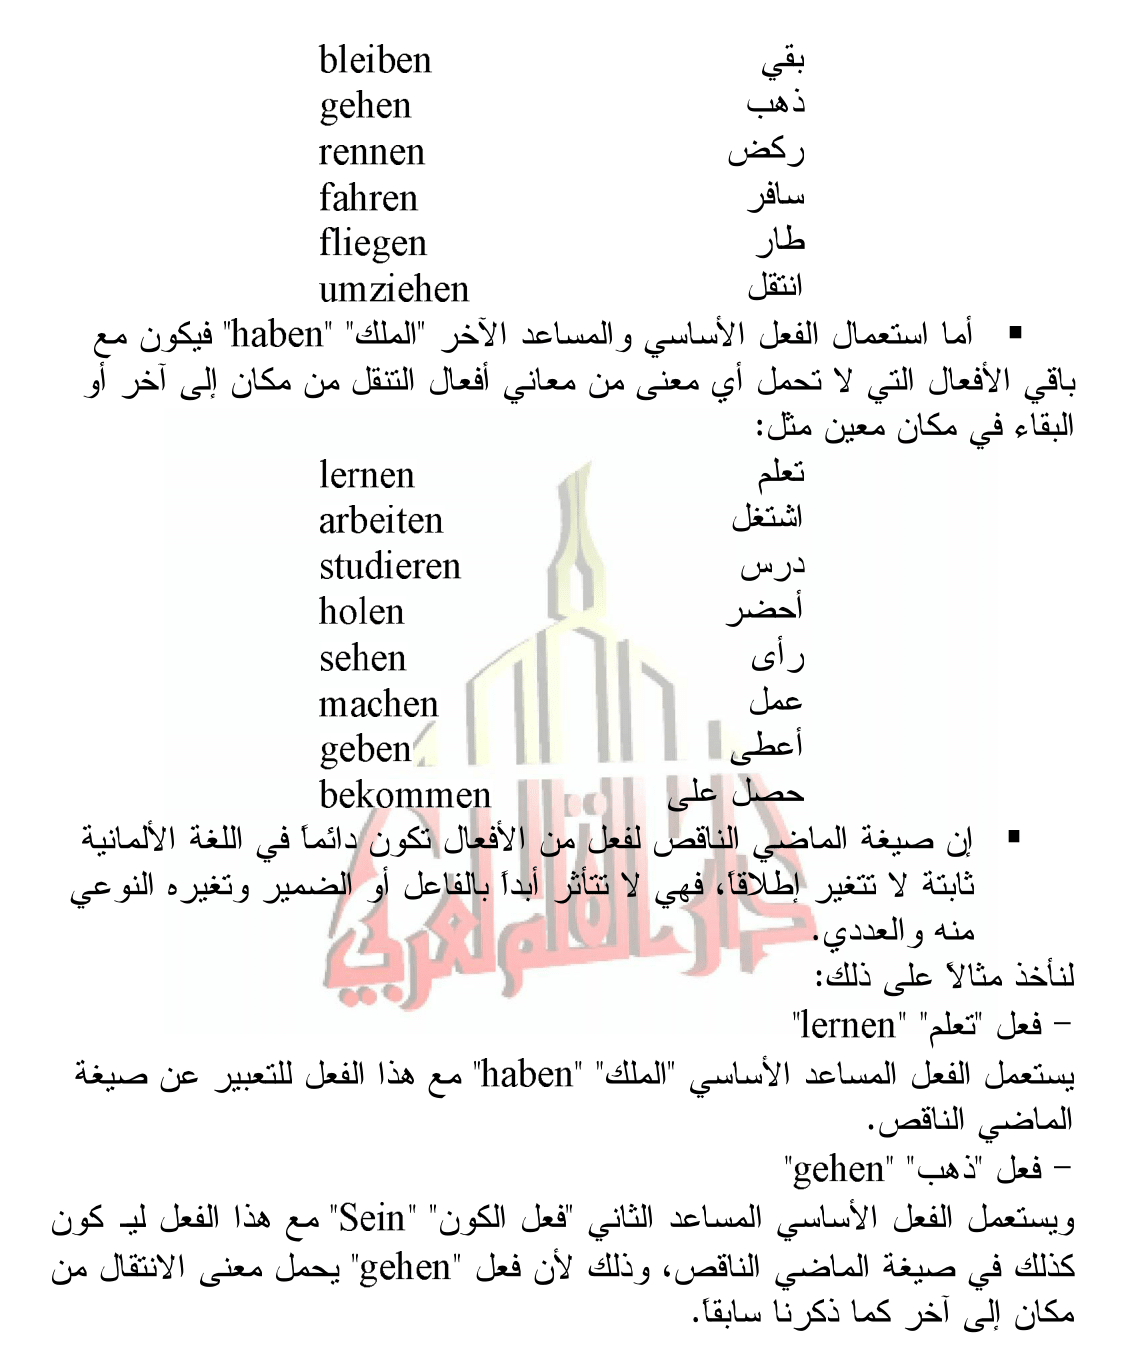 bleiben بقي
gehen ذهب
rennen ركض
fahren سافر
fliegen طار
umziehen انتقل
▪ أما استعمال الفعل الأساسي والمساعد الآخر "الملك" "haben" فيكون مع
باقي الأفعال التي لا تحمل أي معنى من معاني أفعال التنقل من مكان إلى آخر أو
البقاء في مكان معين مثل:
lernen تعلم
arbeiten اشتغل
studieren درس
holen أحضر
sehen رأى
machen عمل
geben أعطى
bekommen حصل على
▪ إن صيغة الماضي الناقص لفعل من الأفعال تكون دائماً في اللغة الألمانية
ثابتة لا تتغير إطلاقاً، فهي لا تتأثر أبداً بالفاعل أو الضمير وتغيره النوعي
منه والعددي.
لنأخذ مثالاً على ذلك:
– فعل "تعلم" "lernen"
يستعمل الفعل المساعد الأساسي "الملك" "haben" مع هذا الفعل للتعبير عن صيغة
الماضي الناقص.
– فعل "ذهب" "gehen"
ويستعمل الفعل الأساسي المساعد الثاني "فعل الكون" "Sein" مع هذا الفعل ليـ كون
كذلك في صيغة الماضي الناقص، وذلك لأن فعل "gehen" يحمل معنى الانتقال من
مكان إلى آخر كما ذكرنا سابقاً.
دار القلم العربي